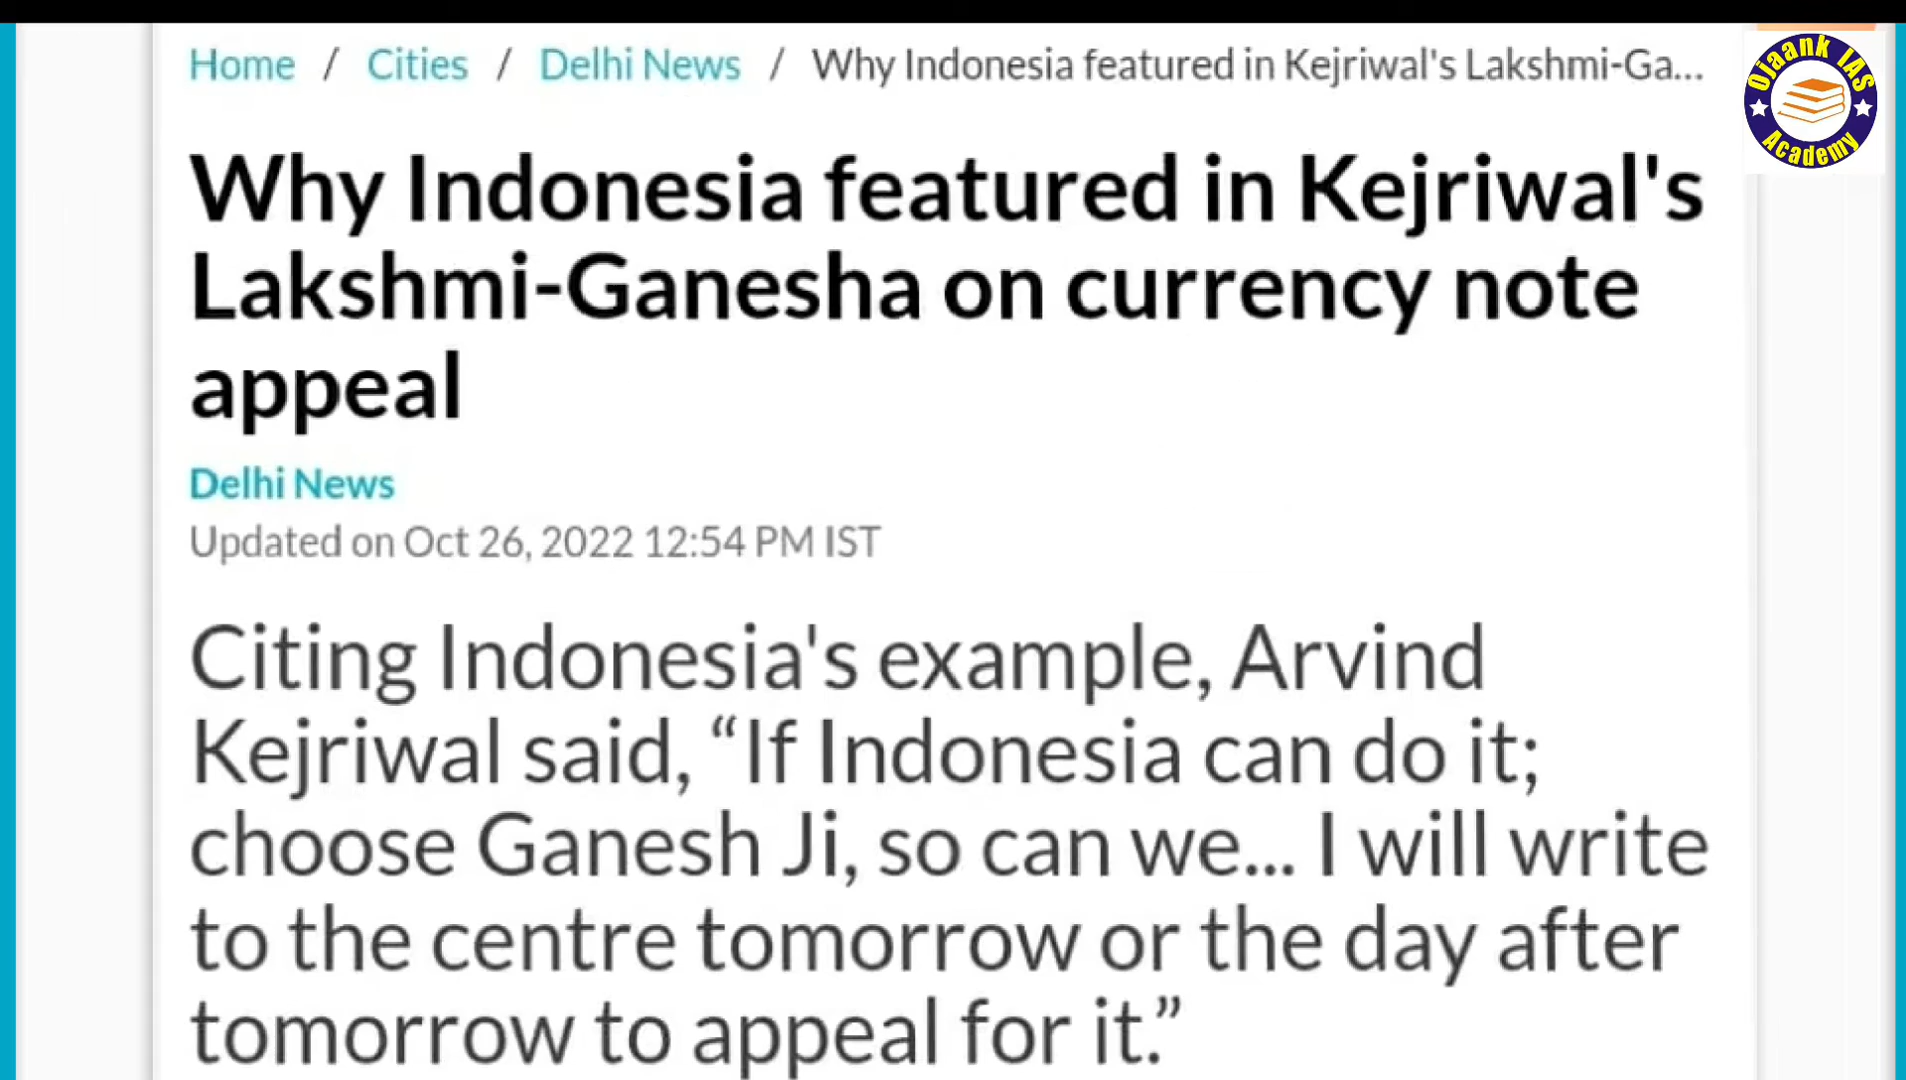 Home / Cities / Delhi News / Why Indonesia featured in Kejriwal's Lakshmi-Ga...
Ojaank IAS
Academy
Why Indonesia featured in Kejriwal's
Lakshmi-Ganesha on currency note
appeal
Delhi News
Updated on Oct 26, 2022 12:54 PM IST
Citing Indonesia's example, Arvind
Kejriwal said, “If Indonesia can do it;
choose Ganesh Ji, so can we... I will write
to the centre tomorrow or the day after
tomorrow to appeal for it.”